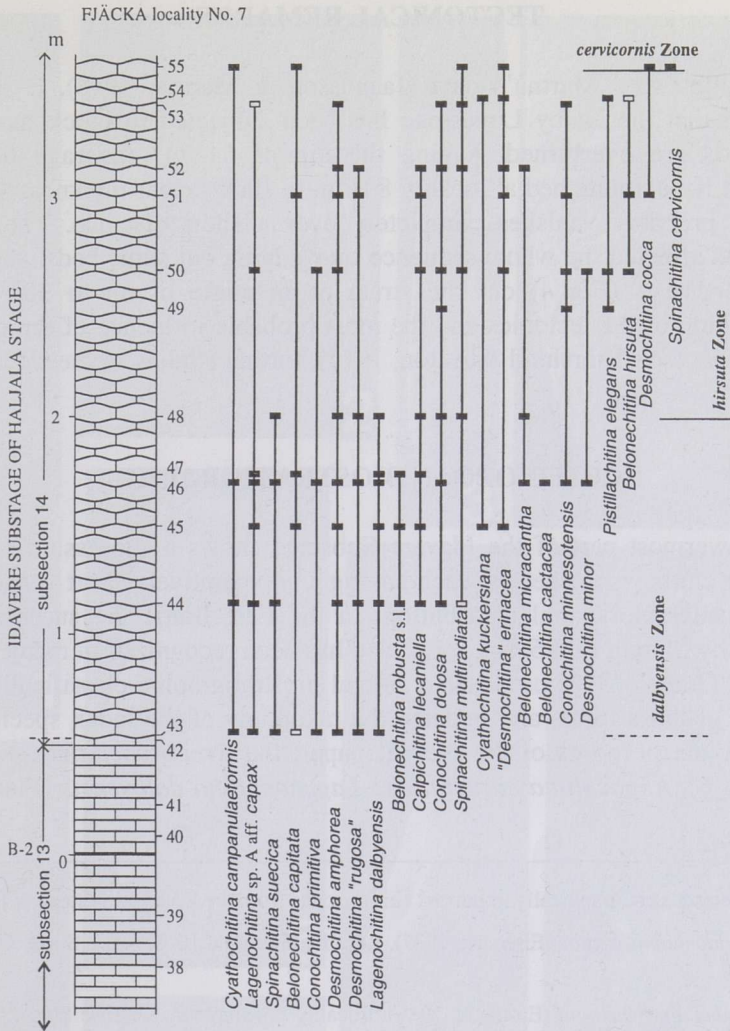 FJÄCKA locality No. 7
m
IDAVERE SUBSTAGE OF HALJALA STAGE
subsection 14
subsection 13
B-2
3
2
1
0
55
54
53
52
51
50
49
48
47
46
45
44
43
42
41
40
39
38
Cyathochitina campanulaeformis
Lagenochitina sp. A aff. capax
Spinachitina suecica
Belonechitina capitata
Conochitina primitiva
Desmochitina amphorea
Desmochitina "rugosa"
Lagenochitina dalbyensis
Belonechitina robusta s.l.
Calpichitina lecaniella
Conochitina dolosa
Spinachitina multiradiata
Cyathochitina kuckersiana
"Desmochitina" erinacea
Belonechitina micracantha
Belonechitina cactacea
Conochitina minnesotensis
Desmochitina minor
Pistillachitina elegans
Belonechitina hirsuta
Desmochitina cocca
Spinachitina cervicornis
cervicornis Zone
hirsuta Zone
dalbyensis Zone